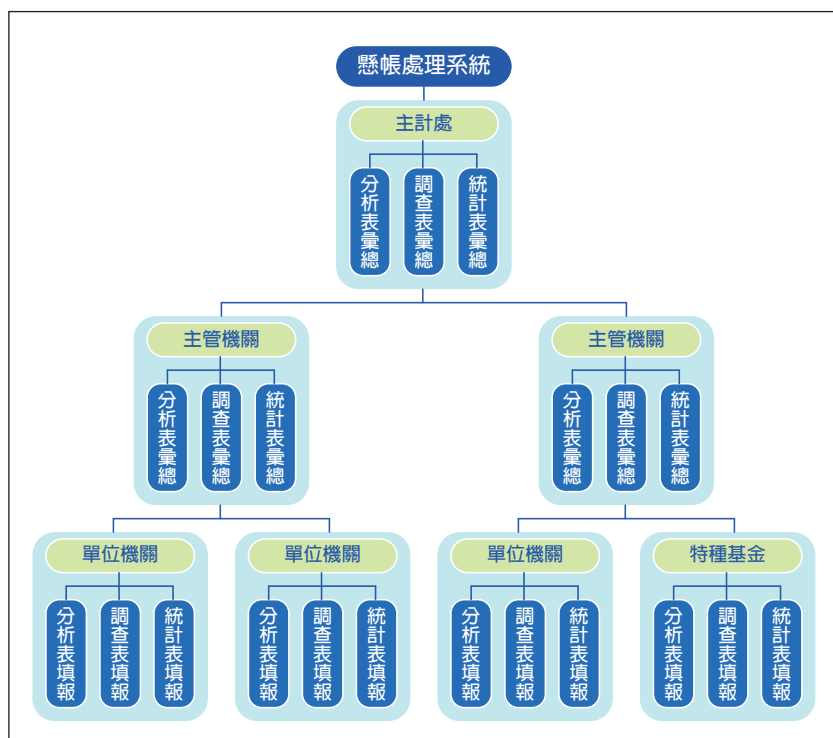 懸帳處理系統
主計處
分析表彙總
調查表彙總
統計表彙總
主管機關
分析表彙總
調查表彙總
統計表彙總
主管機關
分析表彙總
調查表彙總
統計表彙總
單位機關
分析表填報
調查表填報
統計表填報
單位機關
分析表填報
調查表填報
統計表填報
單位機關
分析表填報
調查表填報
統計表填報
特種基金
分析表填報
調查表填報
統計表填報